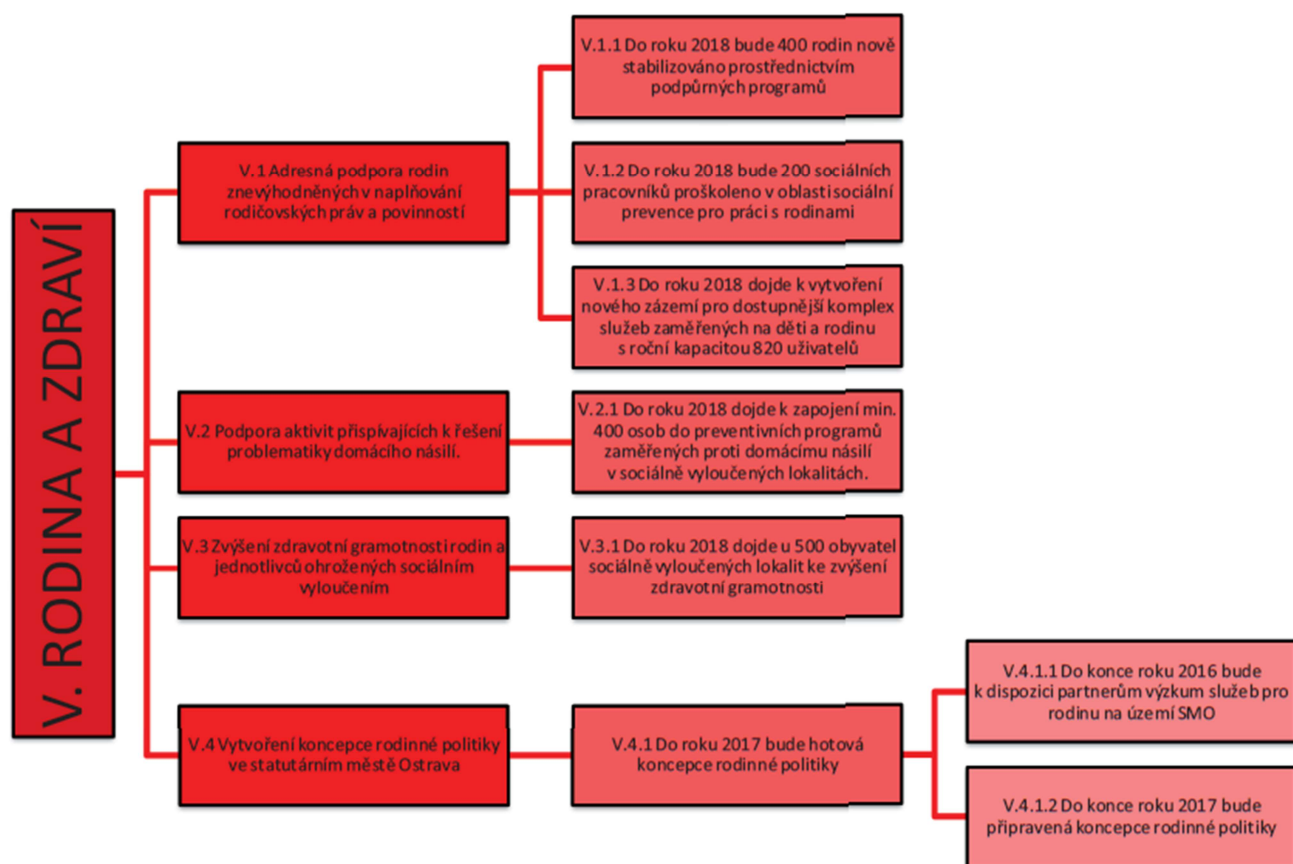 V. RODINA A ZDRAVÍ
V.1 Adresná podpora rodin
znevýhodněných v naplňování
rodičovských práv a povinností
V.1.1 Do roku 2018 bude 400 rodin nově
stabilizováno prostřednictvím
podpůrných programů
V.1.2 Do roku 2018 bude 200 sociálních
pracovníků proškoleno v oblasti sociální
prevence pro práci s rodinami
V.1.3 Do roku 2018 dojde k vytvoření
nového zázemí pro dostupnější komplex
služeb zaměřených na děti a rodinu
s roční kapacitou 820 uživatelů
V.2 Podpora aktivit přispívajících k řešení
problematiky domácího násilí.
V.2.1 Do roku 2018 dojde k zapojení min.
400 osob do preventivních programů
zaměřených proti domácímu násilí
v sociálně vyloučených lokalitách.
V.3 Zvýšení zdravotní gramotnosti rodin a
jednotlivců ohrožených sociálním
vyloučením
V.3.1 Do roku 2018 dojde u 500 obyvatel
sociálně vyloučených lokalit ke zvýšení
zdravotní gramotnosti
V.4 Vytvoření koncepce rodinné politiky
ve statutárním městě Ostrava
V.4.1 Do roku 2017 bude hotová
koncepce rodinné politiky
V.4.1.1 Do konce roku 2016 bude
k dispozici partnerům výzkum služeb pro
rodinu na území SMO
V.4.1.2 Do konce roku 2017 bude
připravená koncepce rodinné politiky